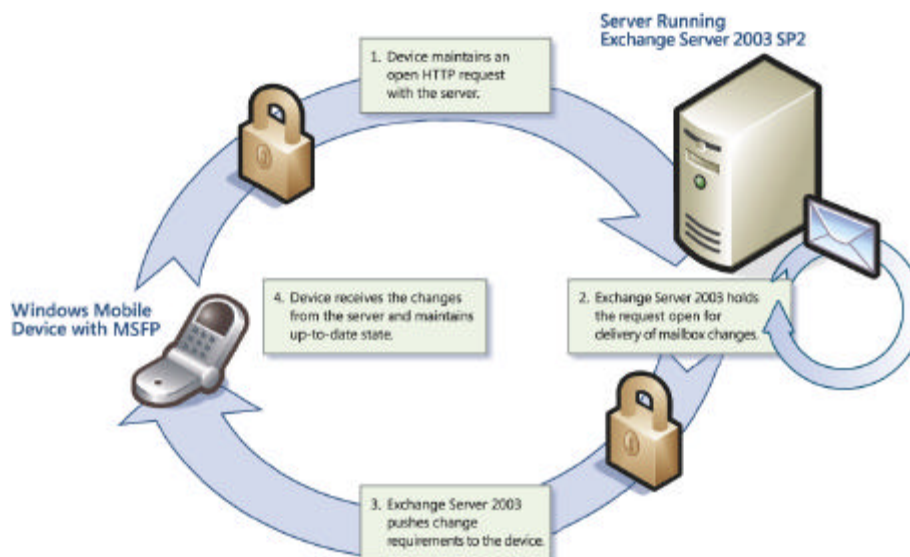 Server Running
Exchange Server 2003 SP2
1. Device maintains an
open HTTP request
with the server.
Windows Mobile
Device with MSFP
4. Device receives the changes
from the server and maintains
up-to-date state.
2. Exchange Server 2003 holds
the request open for
delivery of mailbox changes.
3. Exchange Server 2003
pushes change
requirements to the device.